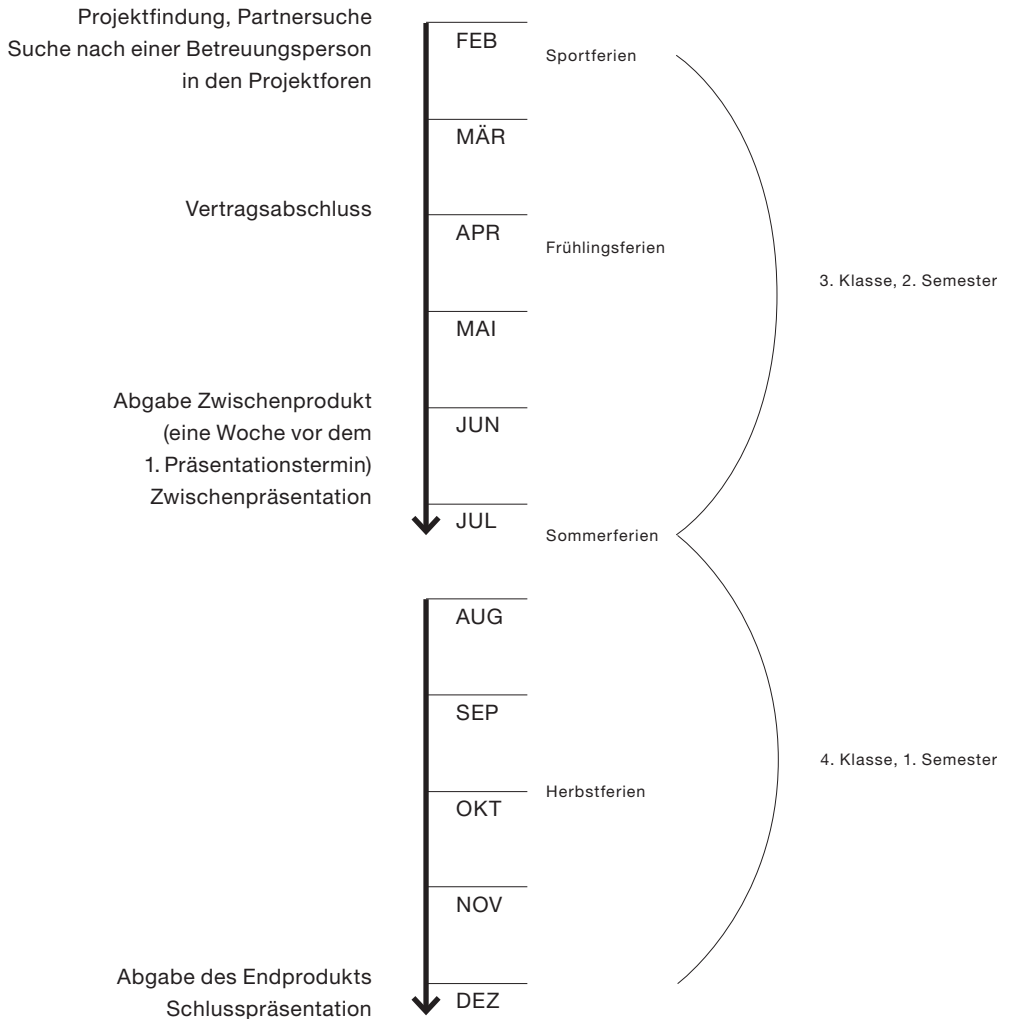 Projektfindung, Partnersuche
Suche nach einer Betreuungsperson
in den Projektforen
FEB
Sportferien
MÄR
Vertragsabschluss
APR
Frühlingsferien
3. Klasse, 2. Semester
MAI
Abgabe Zwischenprodukt
(eine Woche vor dem
1. Präsentationstermin)
Zwischenpräsentation
JUN
JUL
Sommerferien
AUG
SEP
4. Klasse, 1. Semester
Herbstferien
OKT
NOV
Abgabe des Endprodukts
Schlusspräsentation
DEZ